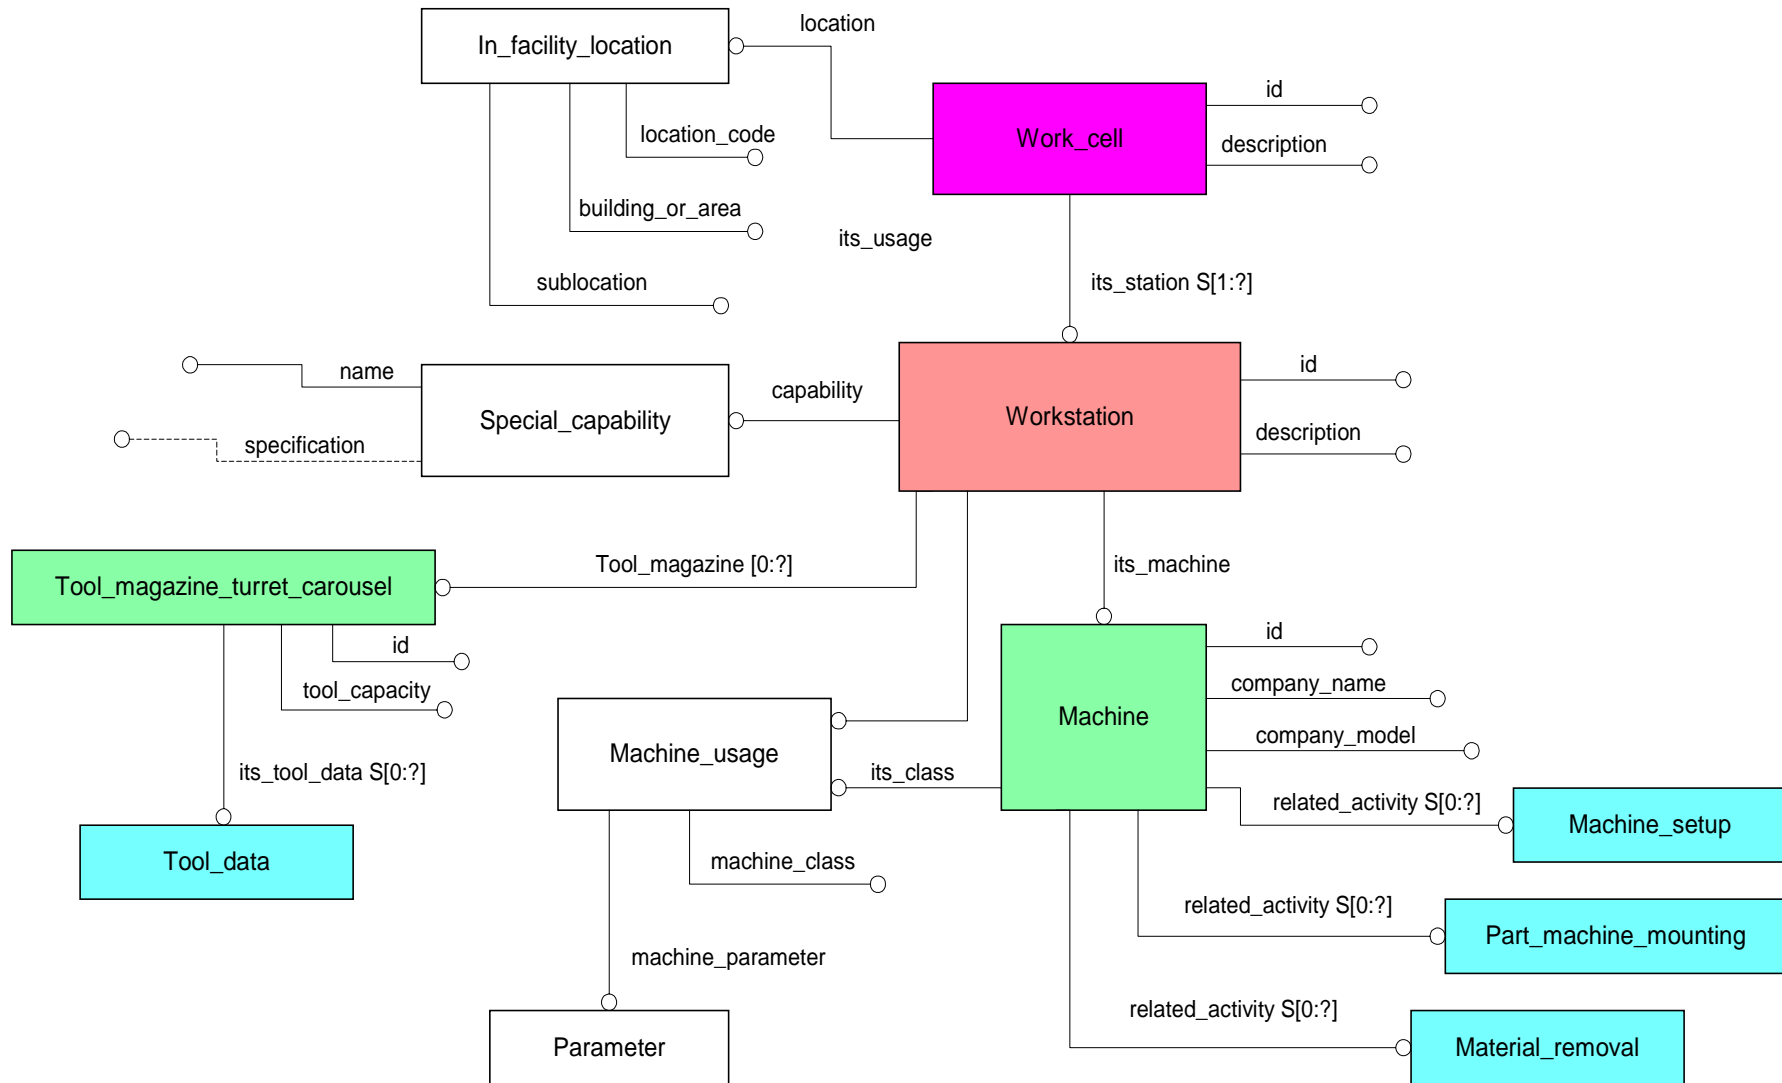 location
In_facility_location
id
Work_cell
location_code
description
building_or_area
its_usage
sublocation
its_station S[1:?]
name
capability
id
Special_capability
Workstation
specification
description
Tool_magazine [0:?]
its_machine
Tool_magazine_turret_carousel
id
id
tool_capacity
company_name
Machine
company_model
Machine_usage
its_tool_data S[0:?]
its_class
related_activity S[0:?]
Machine_setup
Tool_data
machine_class
related_activity S[0:?]
Part_machine_mounting
machine_parameter
related_activity S[0:?]
Parameter
Material_removal